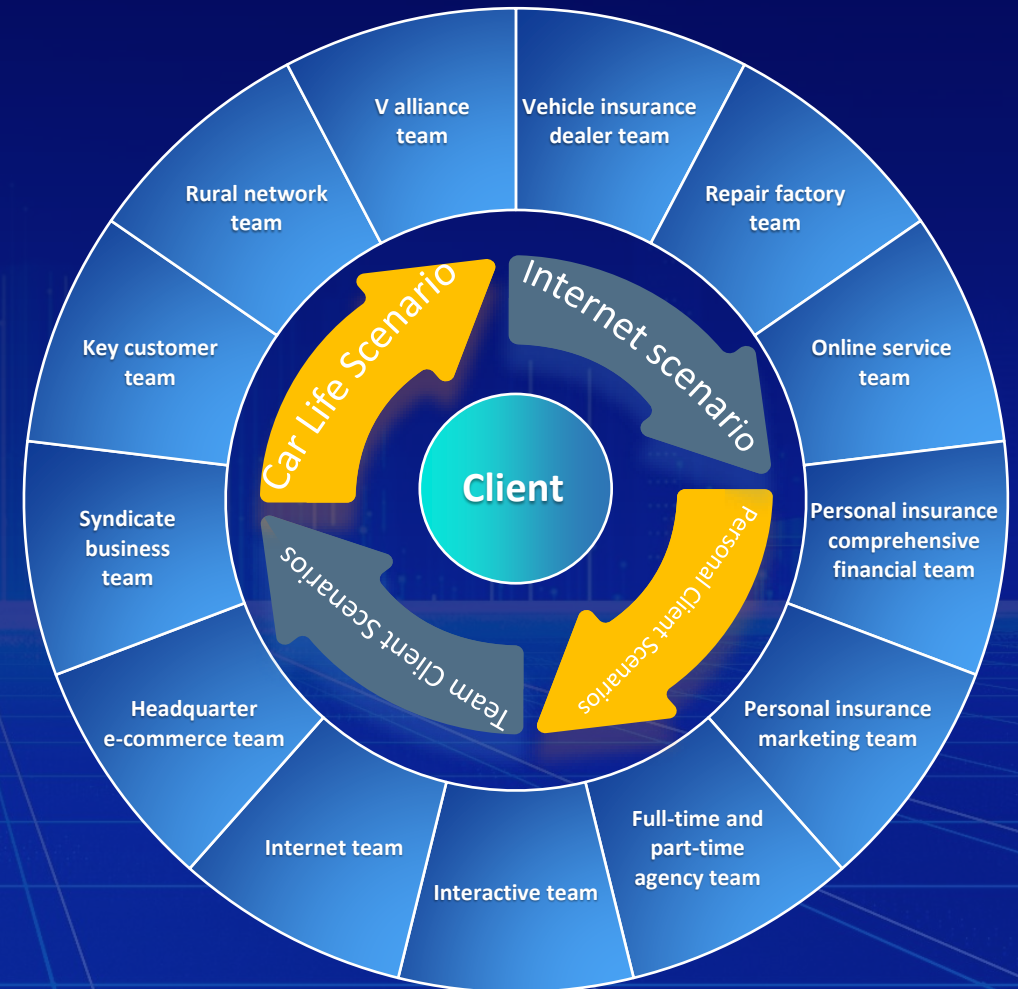 V alliance
team
Vehicle insurance
dealer team
Repair factory
team
Online service
team
Personal insurance
comprehensive
financial team
Personal insurance
marketing team
Full-time and
part-time
agency team
Interactive team
Internet team
Headquarter
e-commerce team
Syndicate
business
team
Key customer
team
Rural network
team
Car Life Scenario
Internet scenario
Personal Client Scenarios
Team Client Scenarios
Client